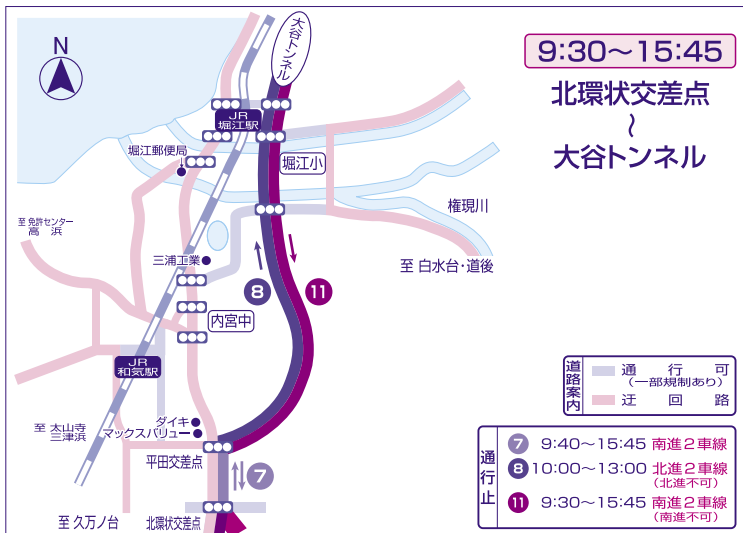 9:30〜15:45
北環状交差点
〜
大谷トンネル
N
大谷トンネル
JR
堀江駅
堀江郵便局
堀江小
権現川
至 免許センター
高 浜
三浦工業
至 白水台・道後
8
11
内宮中
JR
和気駅
至 太山寺
三津浜
ダイキ
マックスバリュー
平田交差点
7
至 久万ノ台
北環状交差点
道路案内
通行可
(一部規制あり)
迂回路
通行止
7 9:40〜15:45 南進2車線
8 10:00〜13:00 北進2車線
(北進不可)
11 9:30〜15:45 南進2車線
(南進不可)